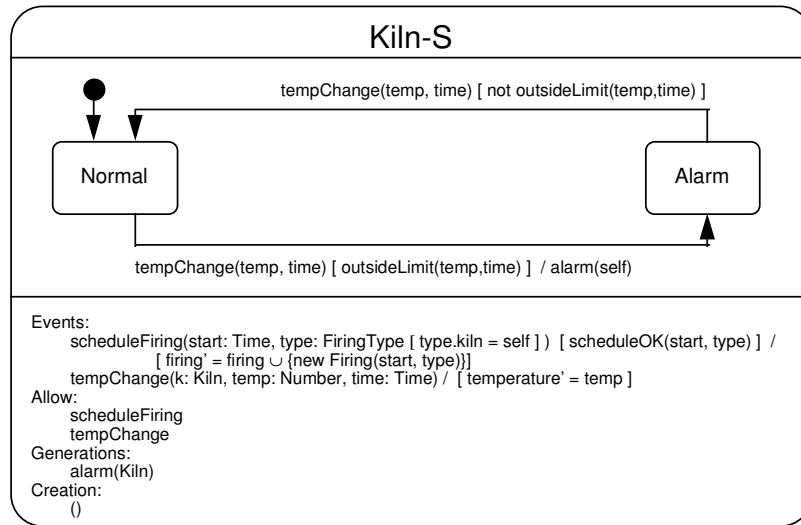 Kiln-S
tempChange(temp, time) [ not outsideLimit(temp,time) ]
Normal
Alarm
tempChange(temp, time) [ outsideLimit(temp,time) ] / alarm(self)
Events:
scheduleFiring(start: Time, type: FiringType [ type.kiln = self ] ) [ scheduleOK(start, type) ] /
[ firing’ = firing ∪ {new Firing(start, type)}]
tempChange(k: Kiln, temp: Number, time: Time) / [ temperature’ = temp ]
Allow:
scheduleFiring
tempChange
Generations:
alarm(Kiln)
Creation:
()